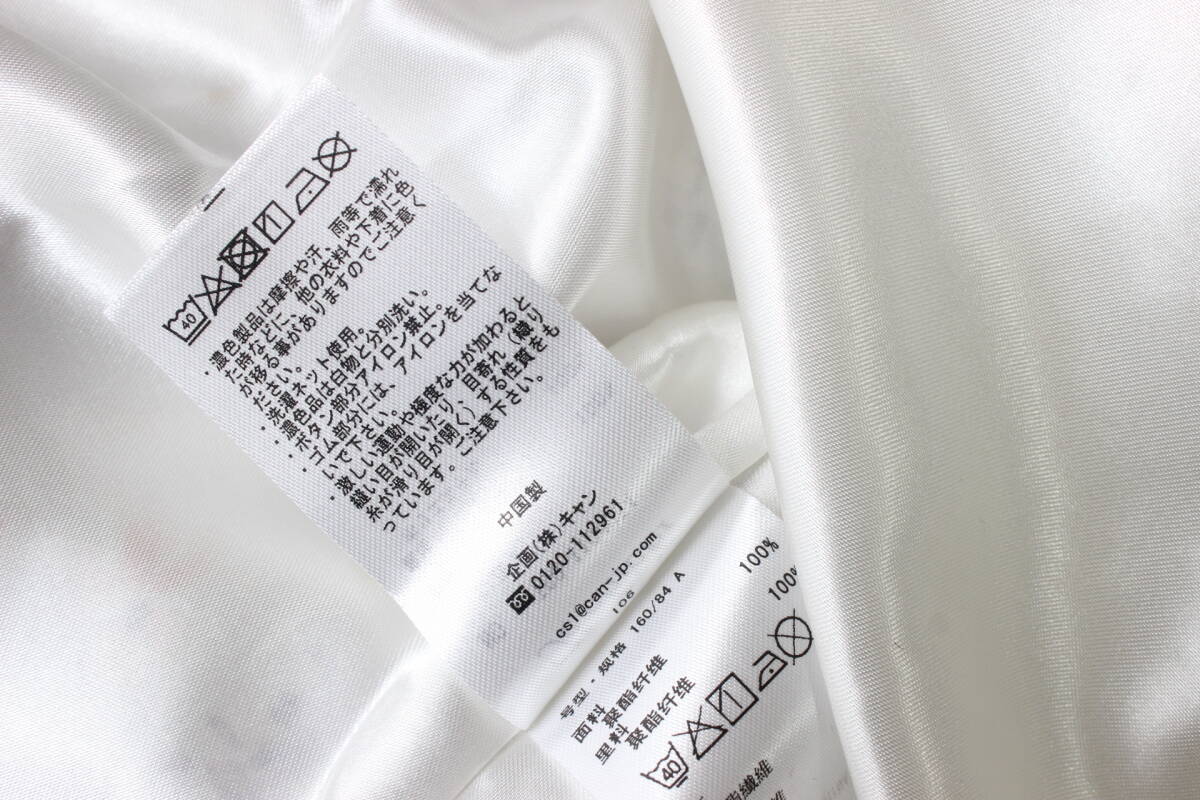 40
・濃色製品は摩擦や汗、雨等で濡れ
た時などに、他の衣料や下着に色
が移る事がありますのでご注意く
ださい。
・洗濯ネット使用。
・濃色品は白物と分別洗い。
ボタン部分アイロン禁止。
・ゴム部分には、アイロンを当てな
いで下さい。
・激しい運動や極度な力が加わると
縫い目が開いたり、目寄れ(縫り
糸が滑り目が開く)する性質をも
っています。ご注意下さい。
中国製
企画(株)キャン
0120-112961
cs1@can-jp.com
106
号型・规格 160/84 A
面料 100%
聚酯纤维
里料 100%
聚酯纤维
40